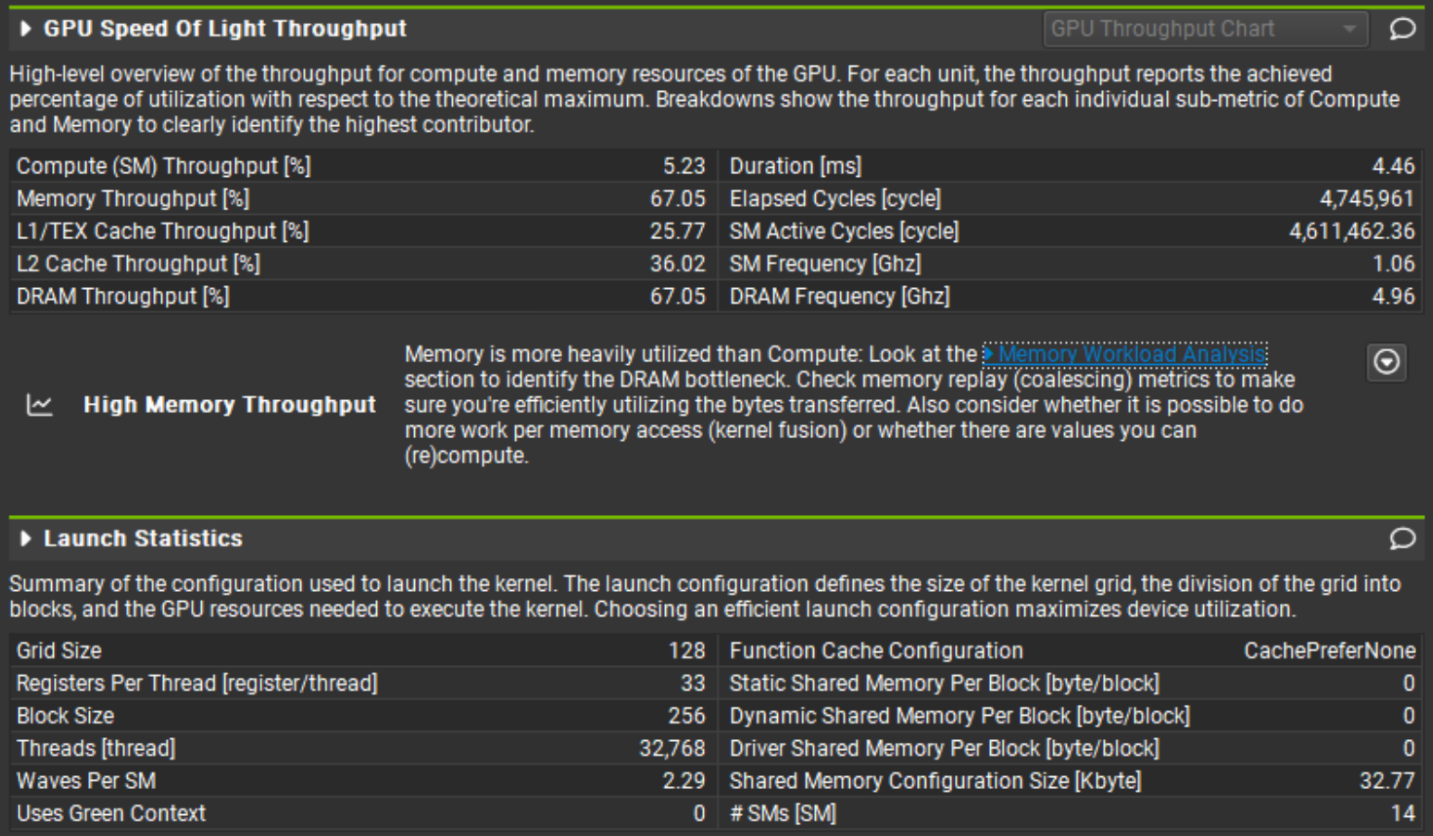 GPU Speed Of Light Throughput
GPU Throughput Chart
High-level overview of the throughput for compute and memory resources of the GPU. For each unit, the throughput reports the achieved
percentage of utilization with respect to the theoretical maximum. Breakdowns show the throughput for each individual sub-metric of Compute
and Memory to clearly identify the highest contributor.
Compute (SM) Throughput [%] 5.23 Duration [ms] 4.46
Memory Throughput [%] 67.05 Elapsed Cycles [cycle] 4,745,961
L1/TEX Cache Throughput [%] 25.77 SM Active Cycles [cycle] 4,611,462.36
L2 Cache Throughput [%] 36.02 SM Frequency [Ghz] 1.06
DRAM Throughput [%] 67.05 DRAM Frequency [Ghz] 4.96
High Memory Throughput
Memory is more heavily utilized than Compute: Look at the Memory Workload Analysis
section to identify the DRAM bottleneck. Check memory replay (coalescing) metrics to make
sure you're efficiently utilizing the bytes transferred. Also consider whether it is possible to do
more work per memory access (kernel fusion) or whether there are values you can
(re)compute.
Launch Statistics
Summary of the configuration used to launch the kernel. The launch configuration defines the size of the kernel grid, the division of the grid into
blocks, and the GPU resources needed to execute the kernel. Choosing an efficient launch configuration maximizes device utilization.
Grid Size 128 Function Cache Configuration CachePreferNone
Registers Per Thread [register/thread] 33 Static Shared Memory Per Block [byte/block] 0
Block Size 256 Dynamic Shared Memory Per Block [byte/block] 0
Threads [thread] 32,768 Driver Shared Memory Per Block [byte/block] 0
Waves Per SM 2.29 Shared Memory Configuration Size [Kbyte] 32.77
Uses Green Context 0 # SMs [SM] 14